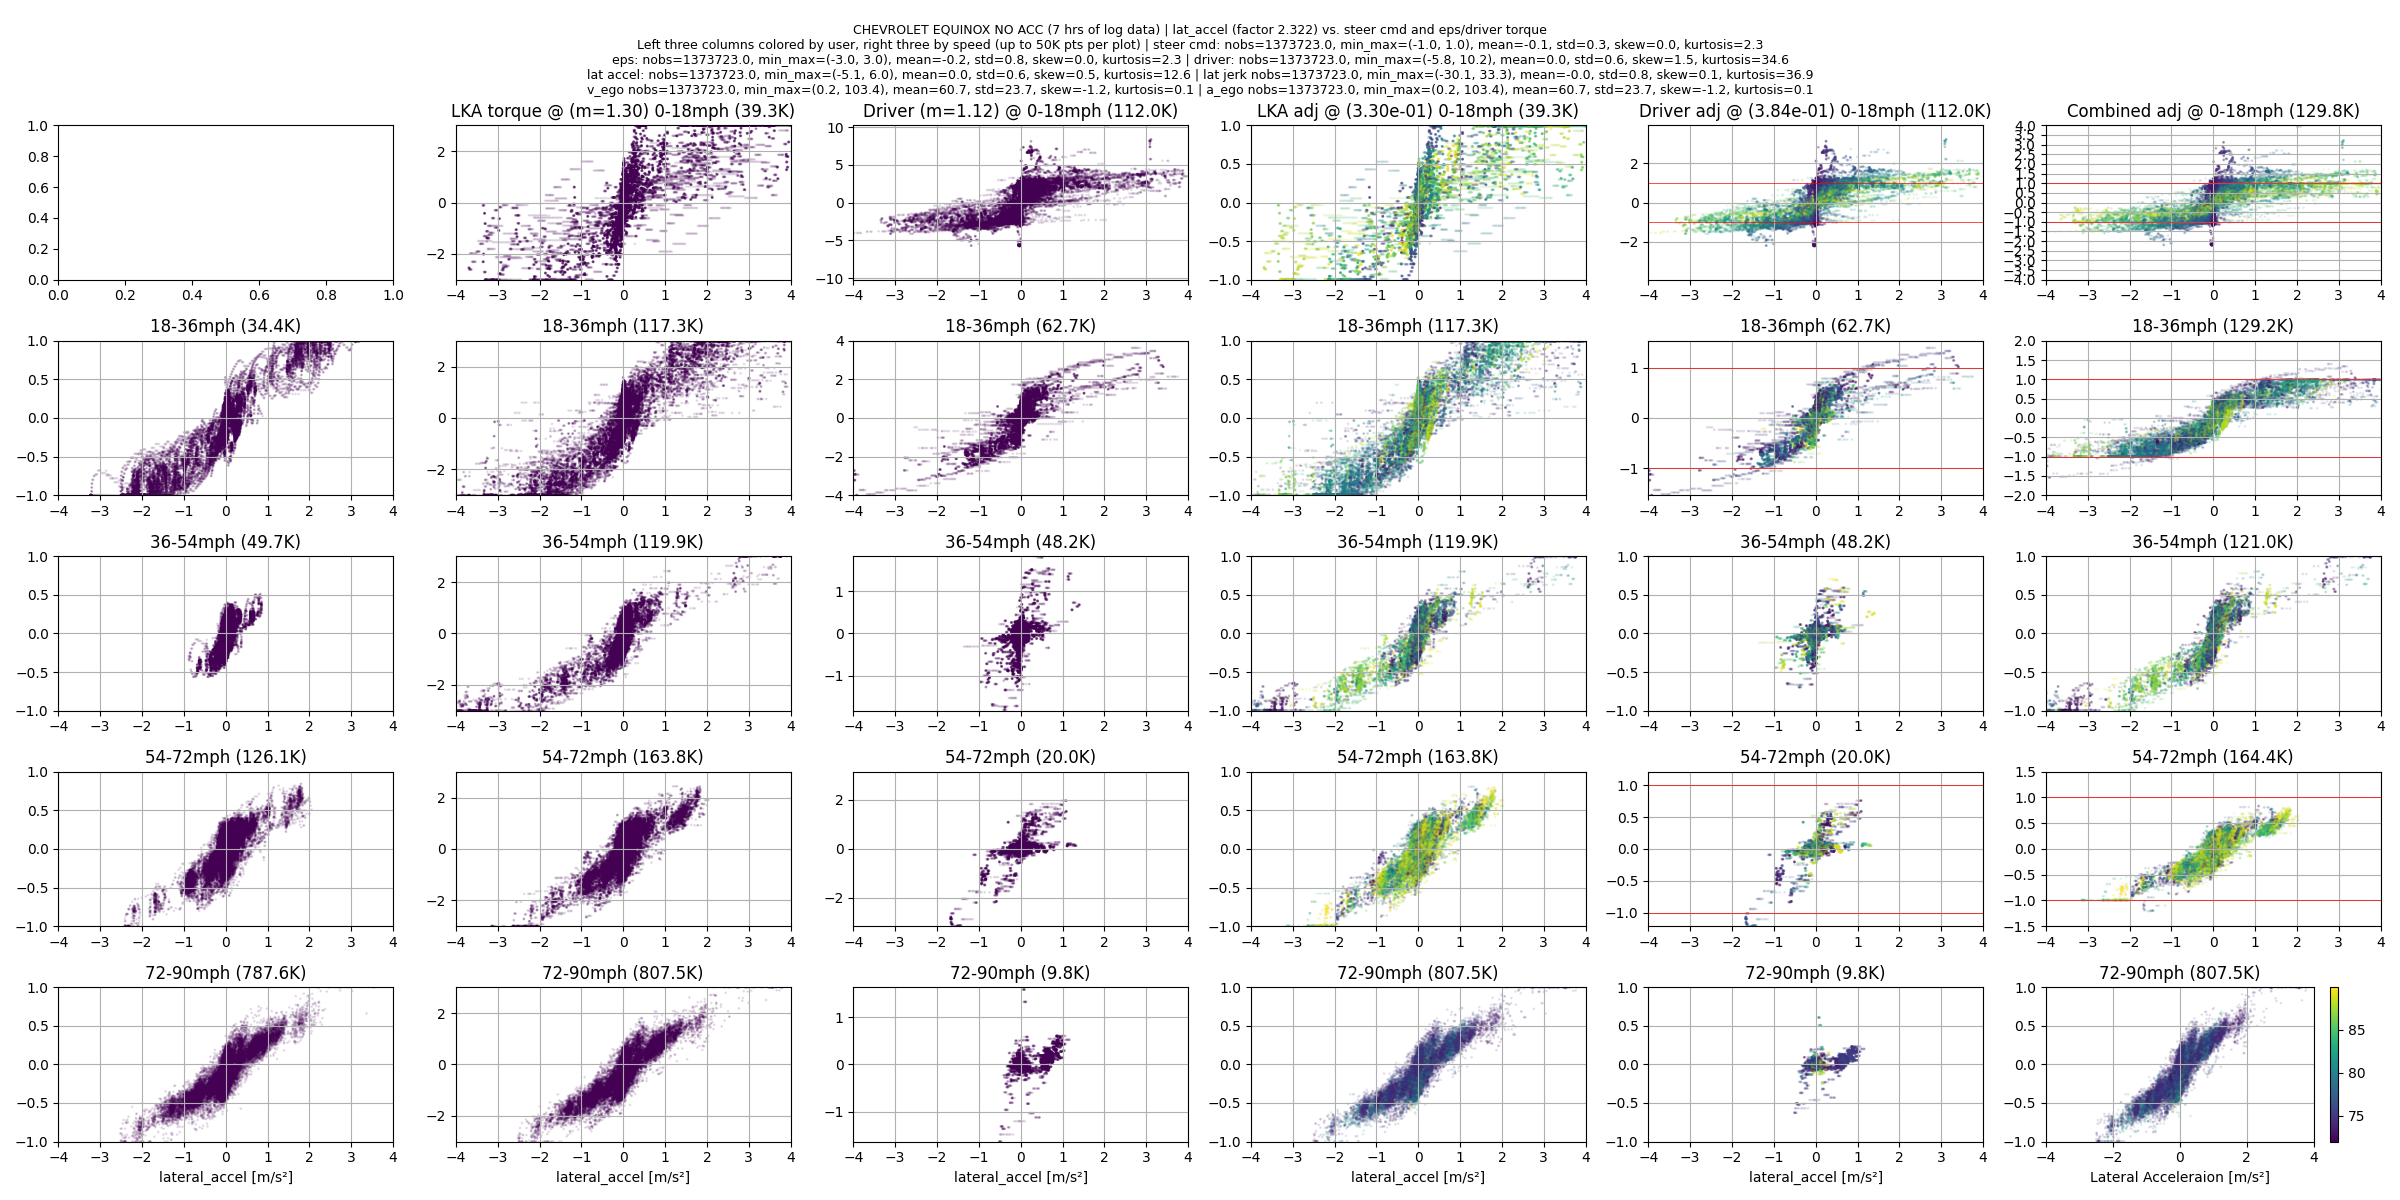 CHEVROLET EQUINOX NO ACC (7 hrs of log data) | lat_accel (factor 2.322) vs. steer cmd and eps/driver torque
Left three columns colored by user, right three by speed (up to 50K pts per plot) | steer cmd: nobs=1373723.0, min_max=(-1.0, 1.0), mean=-0.1, std=0.3, skew=0.0, kurtosis=2.3
eps: nobs=1373723.0, min_max=(-3.0, 3.0), mean=-0.2, std=0.8, skew=0.0, kurtosis=2.3 | driver: nobs=1373723.0, min_max=(-5.8, 10.2), mean=0.0, std=0.6, skew=1.5, kurtosis=34.6
lat accel: nobs=1373723.0, min_max=(-5.1, 6.0), mean=0.0, std=0.6, skew=0.5, kurtosis=12.6 | lat jerk nobs=1373723.0, min_max=(-30.1, 33.3), mean=-0.0, std=0.8, skew=0.1, kurtosis=36.9
v_ego nobs=1373723.0, min_max=(0.2, 103.4), mean=60.7, std=23.7, skew=-1.2, kurtosis=0.1 | a_ego nobs=1373723.0, min_max=(0.2, 103.4), mean=60.7, std=23.7, skew=-1.2, kurtosis=0.1
LKA torque @ (m=1.30) 0-18mph (39.3K) Driver (m=1.12) @ 0-18mph (112.0K) LKA adj @ (3.30e-01) 0-18mph (39.3K) Driver adj @ (3.84e-01) 0-18mph (112.0K) Combined adj @ 0-18mph (129.8K)
18-36mph (34.4K) 18-36mph (117.3K) 18-36mph (62.7K) 18-36mph (117.3K) 18-36mph (62.7K) 18-36mph (129.2K)
36-54mph (49.7K) 36-54mph (119.9K) 36-54mph (48.2K) 36-54mph (119.9K) 36-54mph (48.2K) 36-54mph (121.0K)
54-72mph (126.1K) 54-72mph (163.8K) 54-72mph (20.0K) 54-72mph (163.8K) 54-72mph (20.0K) 54-72mph (164.4K)
72-90mph (787.6K) 72-90mph (807.5K) 72-90mph (9.8K) 72-90mph (807.5K) 72-90mph (9.8K) 72-90mph (807.5K)
lateral_accel [m/s²] lateral_accel [m/s²] lateral_accel [m/s²] lateral_accel [m/s²] lateral_accel [m/s²] Lateral Acceleraion [m/s²]